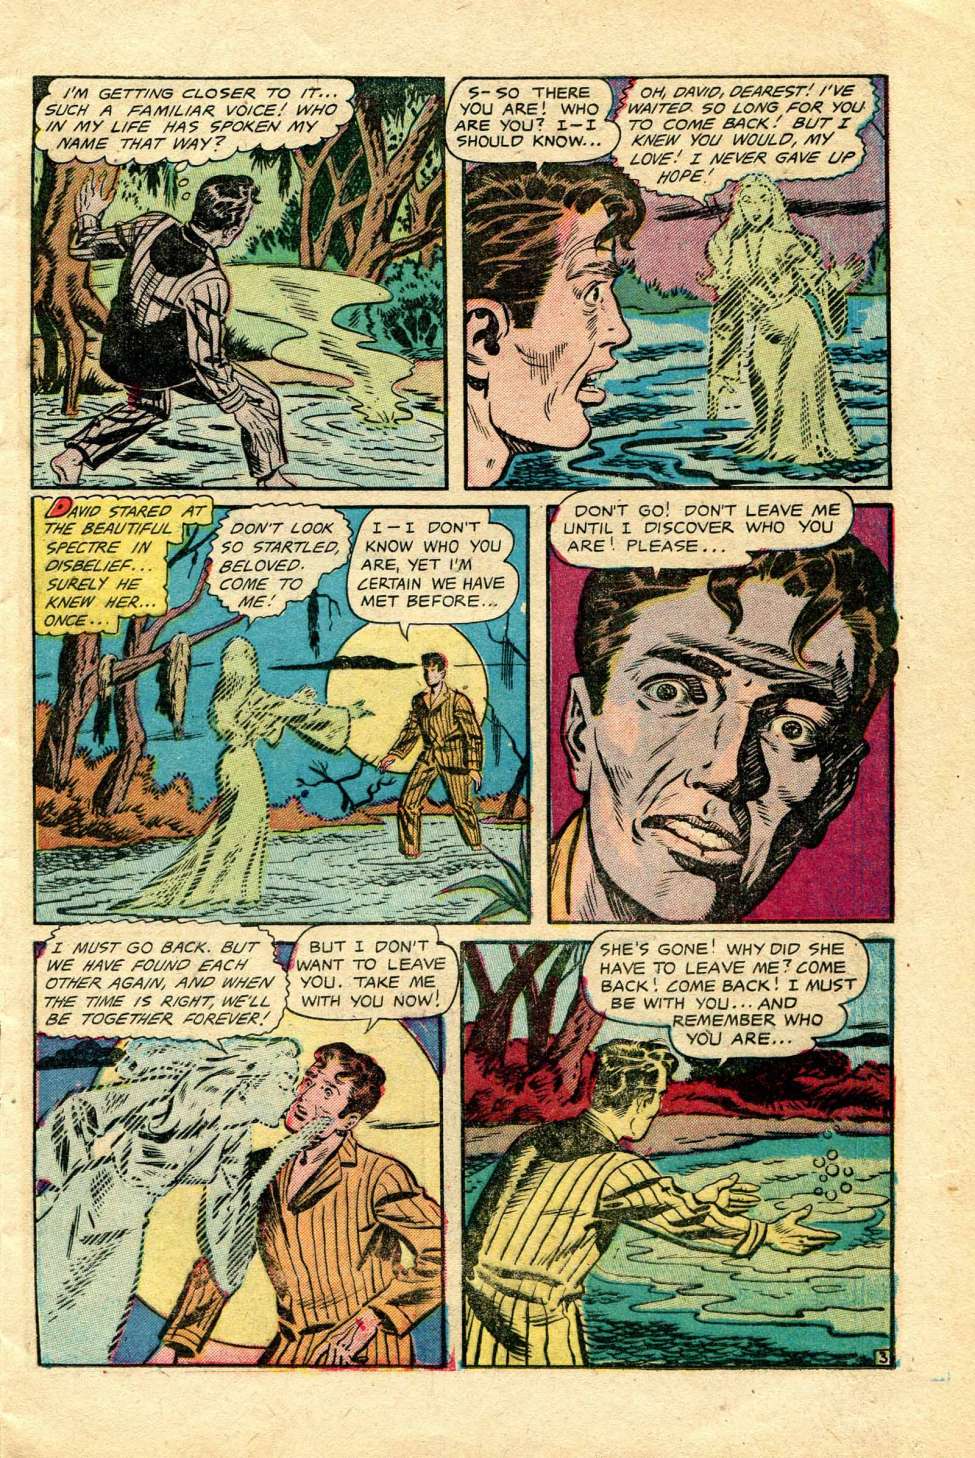 I'M GETTING CLOSER TO IT...
SUCH A FAMILIAR VOICE! WHO
IN MY LIFE HAS SPOKEN MY
NAME THAT WAY?
S-SO THERE
YOU ARE! WHO
ARE YOU? I-I
SHOULD KNOW...
OH, DAVID, DEAREST! I'VE
WAITED SO LONG FOR YOU
TO COME BACK! BUT I
KNEW YOU WOULD, MY
LOVE! I NEVER GAVE UP
HOPE!
DAVID STARED AT
THE BEAUTIFUL
SPECTRE IN
DISBELIEF...
SURELY HE
KNEW HER...
ONCE...
DON'T LOOK
SO STARTLED,
BELOVED.
COME TO
ME!
I-I DON'T
KNOW WHO YOU
ARE, YET I'M
CERTAIN WE HAVE
MET BEFORE...
DON'T GO! DON'T LEAVE ME
UNTIL I DISCOVER WHO YOU
ARE! PLEASE...
I MUST GO BACK. BUT
WE HAVE FOUND EACH
OTHER AGAIN, AND WHEN
THE TIME IS RIGHT, WE'LL
BE TOGETHER FOREVER!
BUT I DON'T
WANT TO LEAVE
YOU. TAKE ME
WITH YOU NOW!
SHE'S GONE! WHY DID SHE
HAVE TO LEAVE ME? COME
BACK! COME BACK! I MUST
BE WITH YOU...AND
REMEMBER WHO
YOU ARE...
3